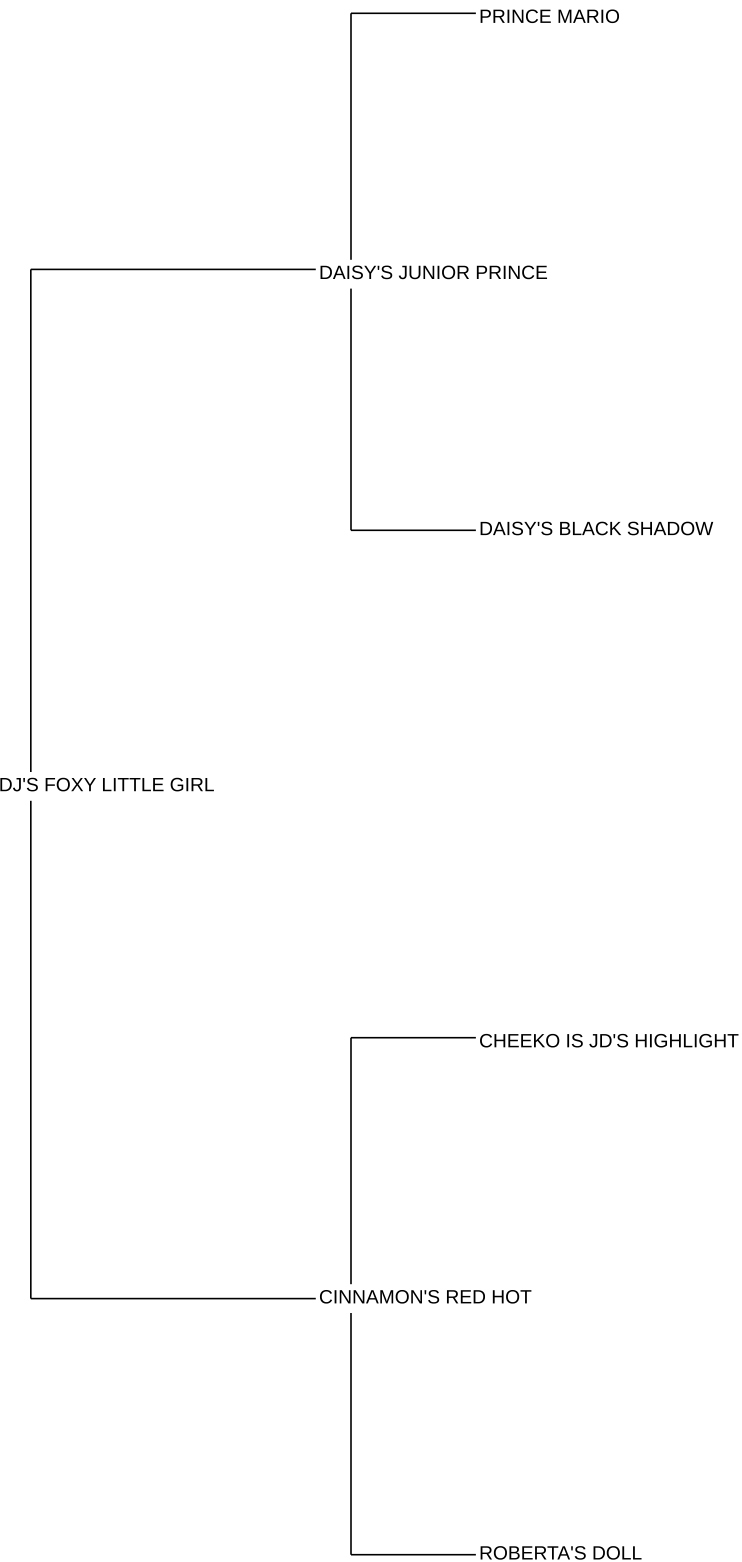 PRINCE MARIO
DAISY'S JUNIOR PRINCE
DAISY'S BLACK SHADOW
DJ'S FOXY LITTLE GIRL
CHEEKO IS JD'S HIGHLIGHT
CINNAMON'S RED HOT
ROBERTA'S DOLL